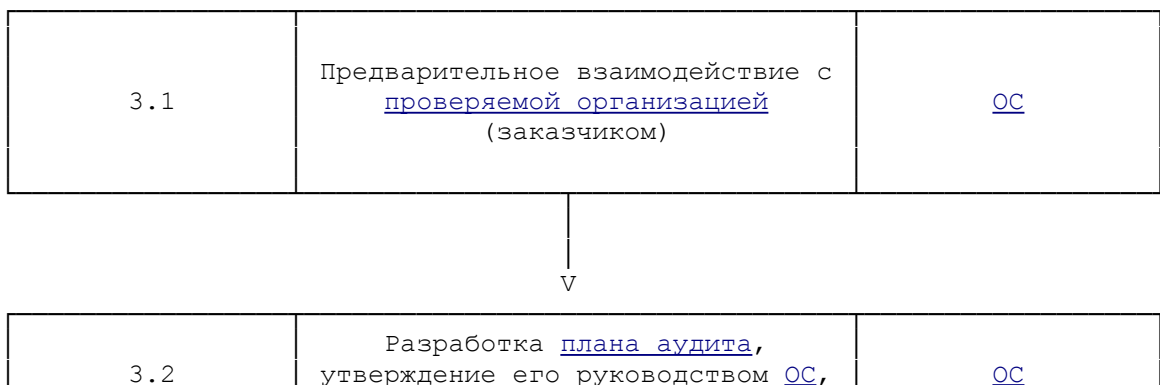 Предварительное взаимодействие с
3.1 проверяемой организацией ОС
(заказчиком)
V
Разработка плана аудита,
3.2 утверждение его руководством ОС, ОС